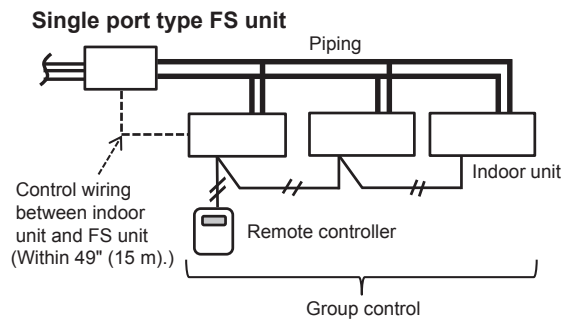 Single port type FS unit
Piping
Indoor unit
Control wiring
between indoor
unit and FS unit
(Within 49" (15 m).)
Remote controller
Group control